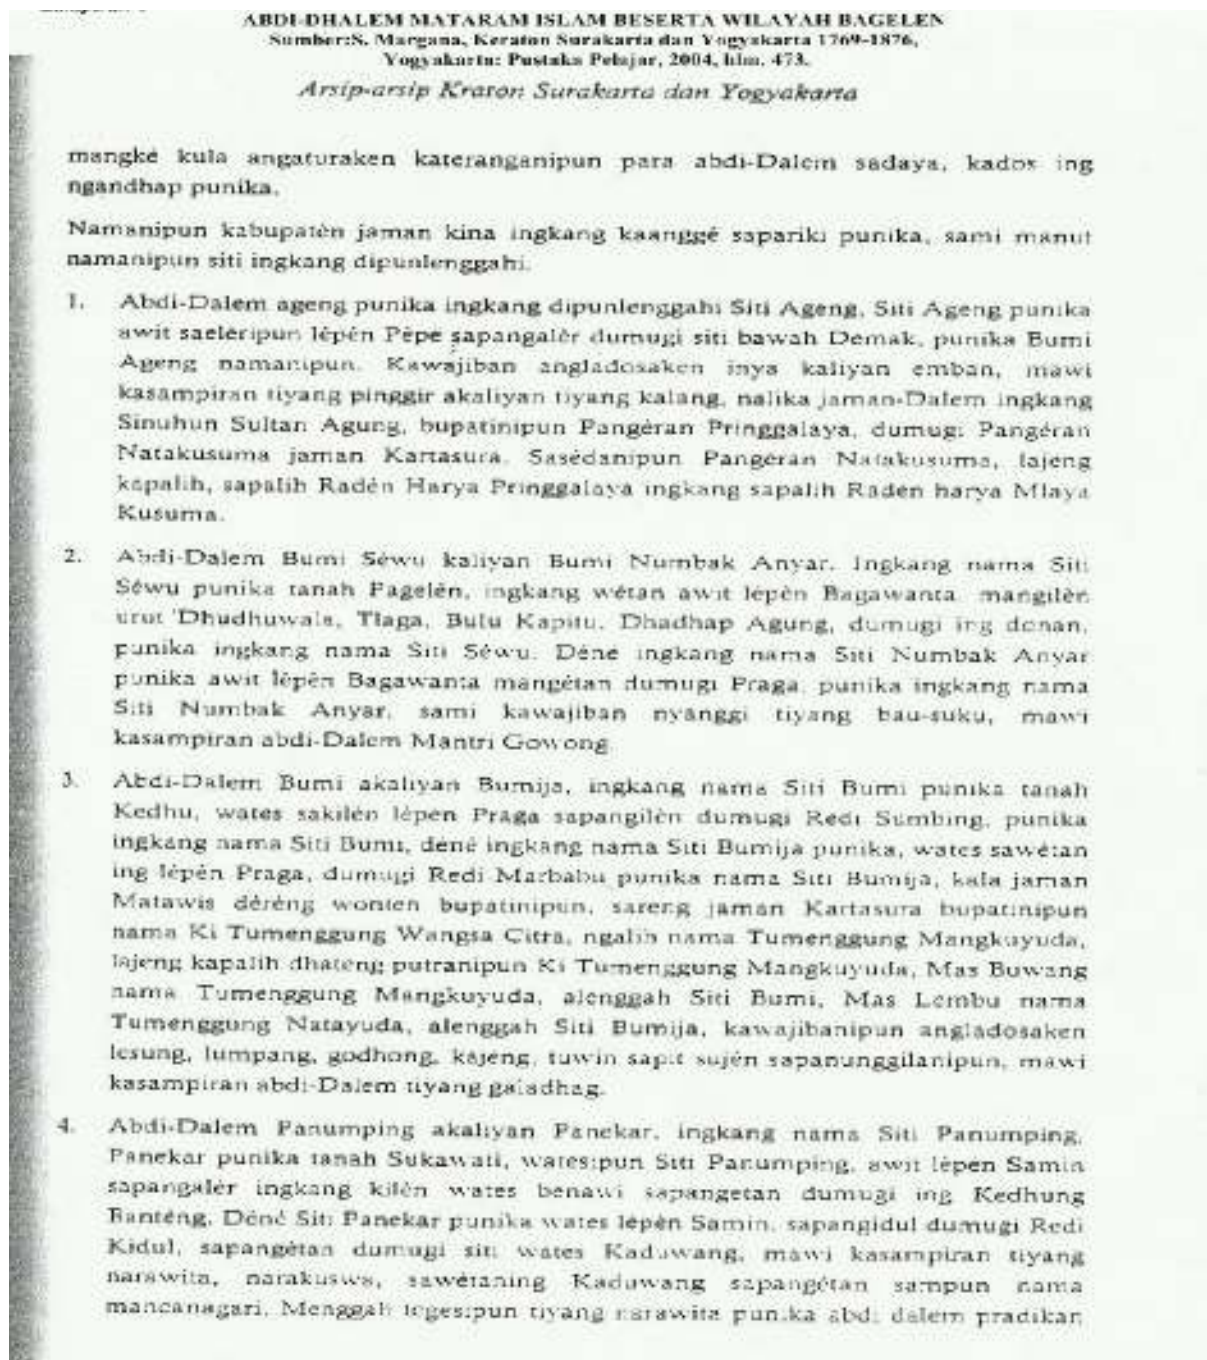 ABDI-DHALEM MATARAM ISLAM BESERTA WILAYAH BAGELEN
Sumber:S. Margana, Keraton Surakarta dan Yogyakarta 1769-1876,
Yogyakarta: Pustaka Pelajar, 2004, hlm. 473.
Arsip-arsip Kraton Surakarta dan Yogyakarta
mangké kula angaturaken kateranganipun para abdi-Dalem sadaya, kados ing
ngandhap punika.
Namanipun kabupatèn jaman kina ingkang kaanggé sapariki punika, sami manut
namanipun siti ingkang dipunlenggahi.
1. Abdi-Dalem ageng punika ingkang dipunlenggahi Siti Ageng, Siti Ageng punika
awit saeleripun lèpèn Pèpe sapangalèr dumugi siti bawah Demak, punika Bumi
Ageng namanipun. Kawajiban angladosaken inya kaliyan emban, mawi
kasampiran tiyang pinggir akaliyan tiyang kalang, nalika jaman-Dalem ingkang
Sinuhun Sultan Agung, bupatinipun Pangéran Pringgalaya, dumugi Pangéran
Natakusuma jaman Kartasura. Sasédanipun Pangeran Natakusuma, lajeng
kapalih, sapalih Radèn Harya Pringgalaya ingkang sapalih Raden harya Mlaya
Kusuma.
2. Abdi-Dalem Bumi Séwu kaliyan Bumi Numbak Anyar. Ingkang nama Siti
Séwu punika tanah Pagelèn, ingkang wétan awit lépèn Bagawanta mangilèn
urut 'Dhudhuwala, Tlaga, Bulu Kapitu, Dhadhap Agung, dumugi ing donan,
punika ingkang nama Siti Séwu. Déné ingkang nama Siti Numbak Anyar
punika awit lèpèn Bagawanta mangétan dumugi Praga, punika ingkang nama
Siti Numbak Anyar, sami kawajiban nyanggi tiyang bau-suku, mawi
kasampiran abdi-Dalem Mantri Gowong
3. Abdi-Dalem Bumi akaliyan Bumija, ingkang nama Siti Bumi punika tanah
Kedhu, wates sakilèn lèpen Praga sapangilèn dumugi Redi Sumbing, punika
ingkang nama Siti Bumi, déné ingkang nama Siti Bumija punika, wates sawétan
ing lèpèn Praga, dumugi Redi Marbabu punika nama Siti Bumija, kala jaman
Matawis dèrèng wonten bupatinipun, sareng jaman Kartasura bupatinipun
nama Ki Tumenggung Wangsa Citra, ngalih nama Tumenggung Mangkuyuda,
lajeng kapalih dhateng putranipun Ki Tumenggung Mangkuyuda, Mas Buwang
nama Tumenggung Mangkuyuda, alenggah Siti Bumi, Mas Lembu nama
Tumenggung Natayuda, alenggah Siti Bumija, kawajibanipun angladosaken
lesung, lumpang, godhong, kajeng, tuwin sapit sujèn sapanunggilanipun, mawi
kasampiran abdi-Dalem tiyang galadhag.
4. Abdi-Dalem Panumping akaliyan Panekar, ingkang nama Siti Panumping,
Panekar punika tanah Sukawati, watesipun Siti Panumping, awit lèpen Samin
sapangalèr ingkang kilèn wates benawi sapangetan dumugi ing Kedhung
Banténg. Déné Siti Panekar punika wates lèpèn Samin, sapangidul dumugi Redi
Kidul, sapangétan dumugi siti wates Kaduwang, mawi kasampiran tiyang
narawita, narakuswa, sawétaning Kaduwang sapangétan sampun nama
mancanagari. Menggah tegesipun tiyang narawita punika abdi dalem pradikan